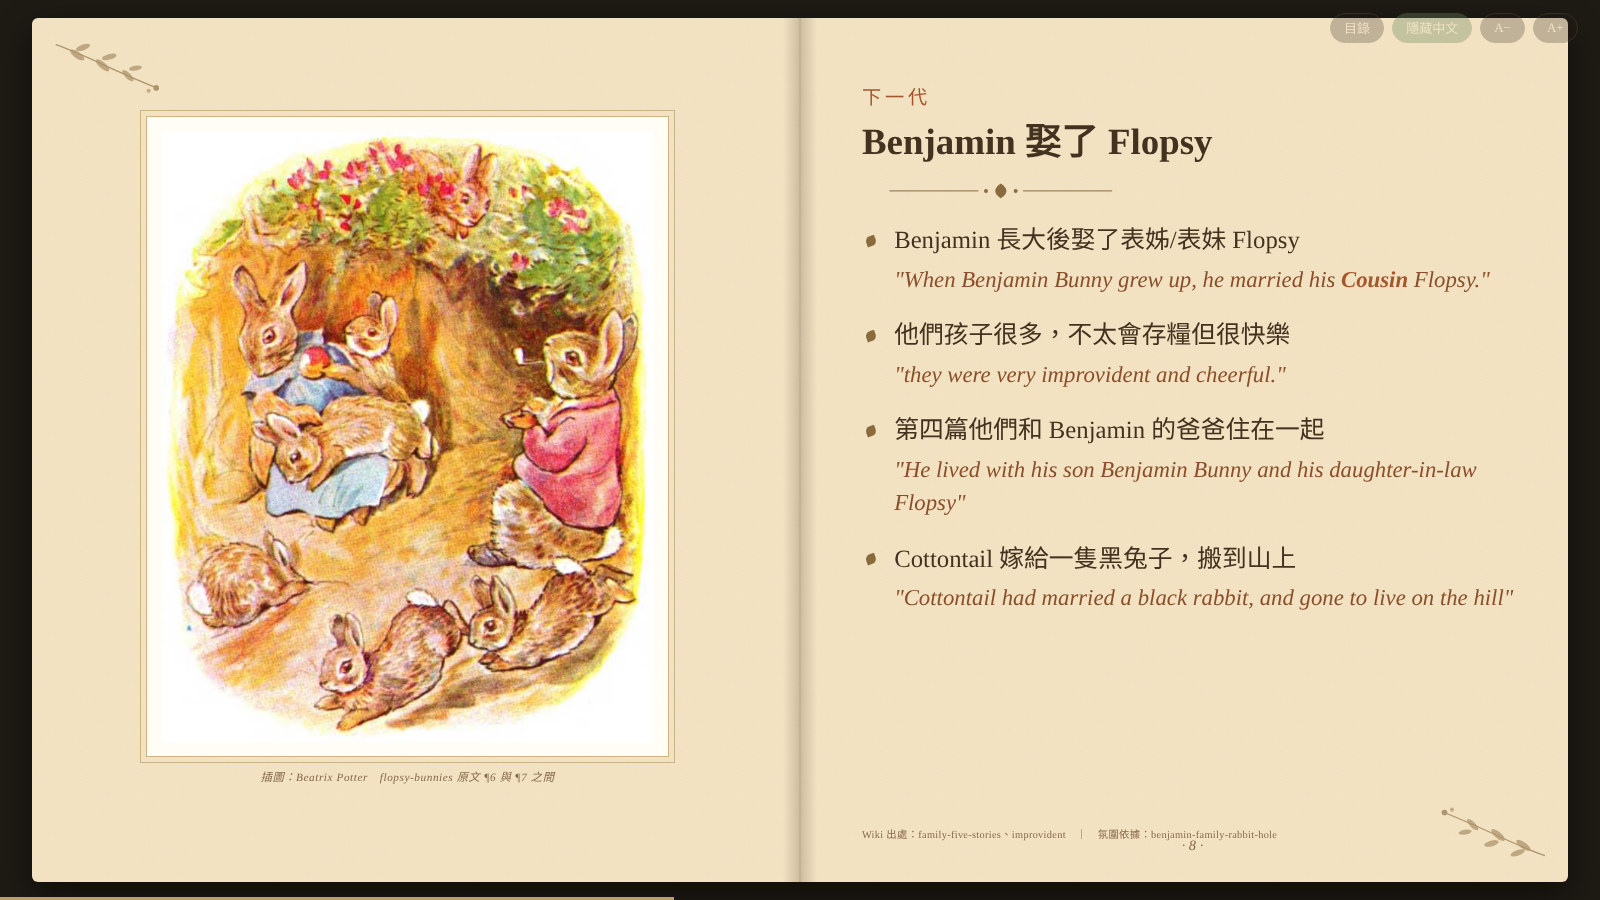 目錄
隱藏中文
A−
A+
下一代
Benjamin 娶了 Flopsy
Benjamin 長大後娶了表姊/表妹 Flopsy
"When Benjamin Bunny grew up, he married his Cousin Flopsy."
他們孩子很多，不太會存糧但很快樂
"they were very improvident and cheerful."
第四篇他們和 Benjamin 的爸爸住在一起
"He lived with his son Benjamin Bunny and his daughter-in-law
Flopsy"
Cottontail 嫁給一隻黑兔子，搬到山上
"Cottontail had married a black rabbit, and gone to live on the hill"
插圖：Beatrix Potter　flopsy-bunnies 原文 ¶6 與 ¶7 之間
Wiki 出處：family-five-stories、improvident ｜ 氛圍依據：benjamin-family-rabbit-hole
· 8 ·